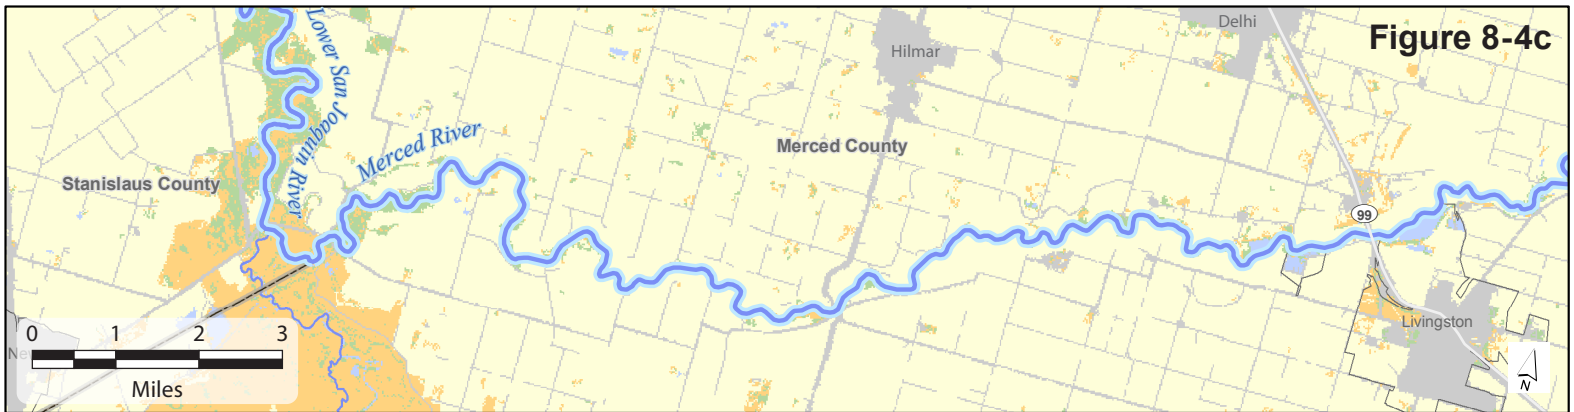 Figure 8-4c
Delhi
Hilmar
Lower San Joaquin River
Merced River
Merced County
Stanislaus County
99
Livingston
0 1 2 3
Miles
N